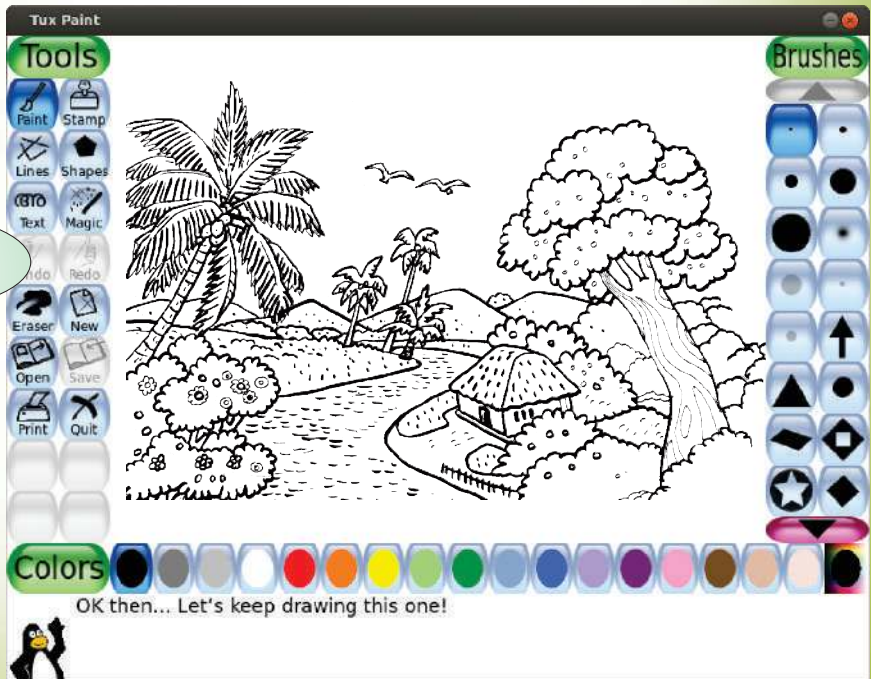 Tux Paint
Tools
Brushes
Paint Stamp
Lines Shapes
Text Magic
ndo Redo
Eraser New
Open Save
Print Quit
Colors
OK then... Let's keep drawing this one!